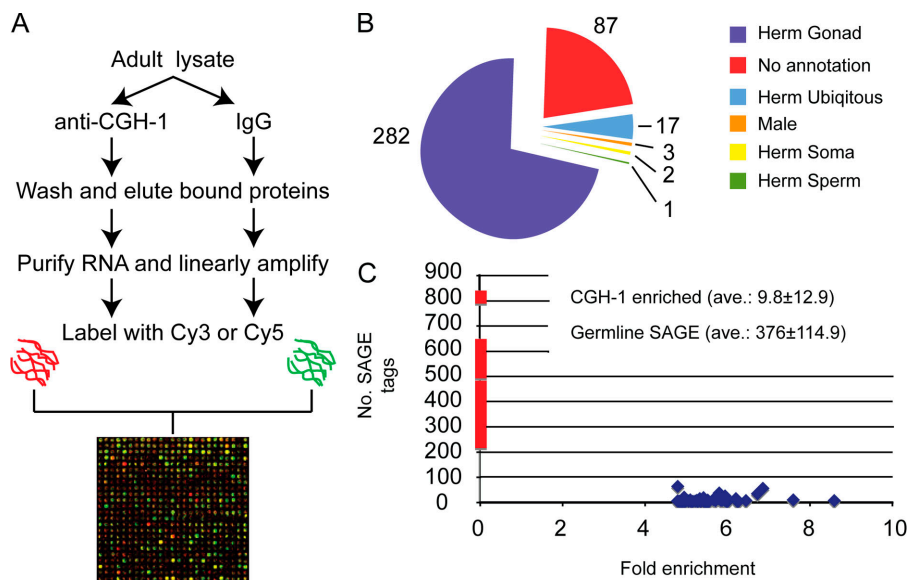 A
Adult lysate
anti-CGH-1 IgG
Wash and elute bound proteins
Purify RNA and linearly amplify
Label with Cy3 or Cy5
B
87
282
17
3
2
1
Herm Gonad
No annotation
Herm Ubiqitous
Male
Herm Soma
Herm Sperm
C
No. SAGE
tags
900
800
700
600
500
400
300
200
100
0
CGH-1 enriched (ave.: 9.8±12.9)
Germline SAGE (ave.: 376±114.9)
0 2 4 6 8 10
Fold enrichment